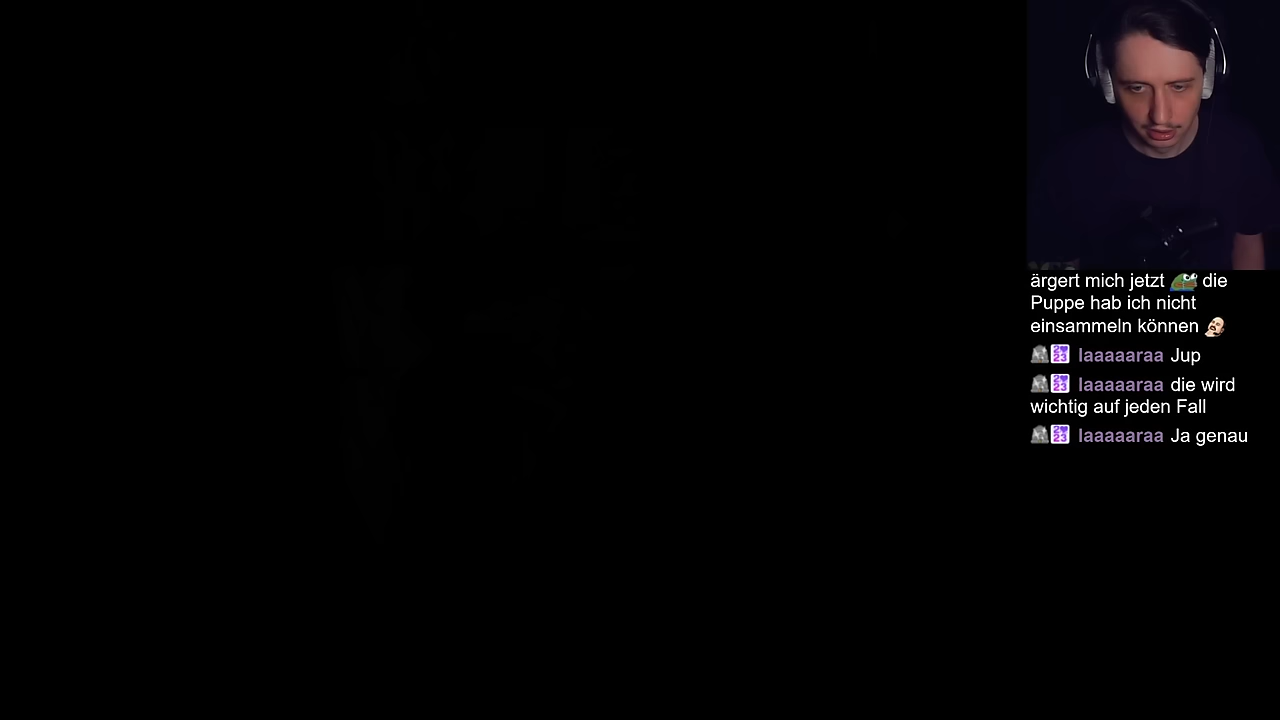 ärgert mich jetzt die
Puppe hab ich nicht
einsammeln können
laaaaaraa Jup
laaaaaraa die wird
wichtig auf jeden Fall
laaaaaraa Ja genau